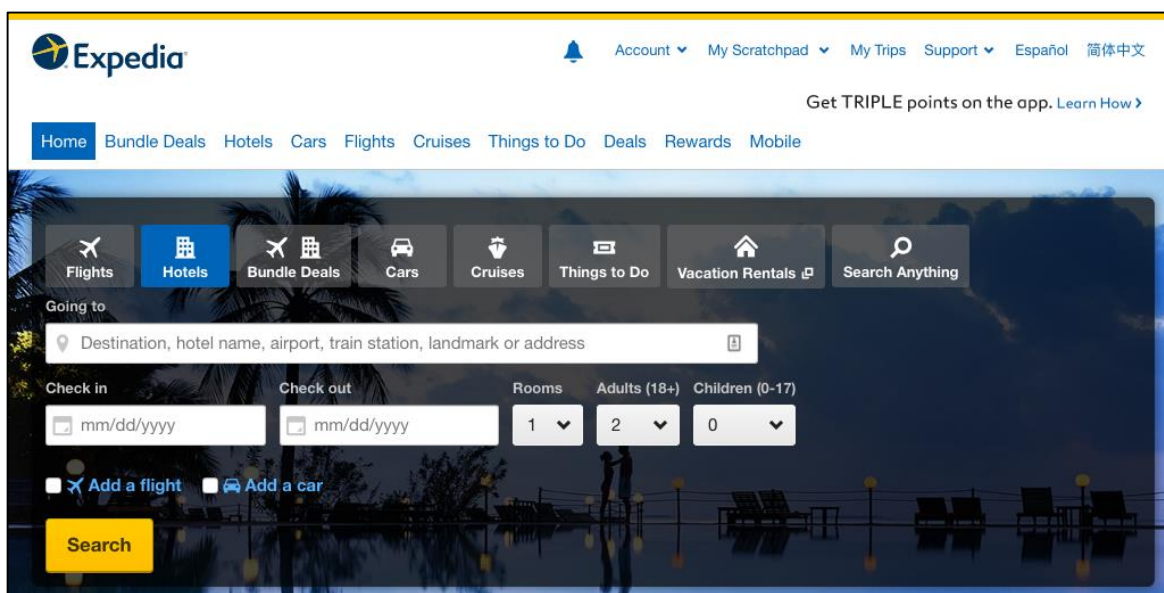 Expedia®
Account My Scratchpad My Trips Support Español 简体中文
Get TRIPLE points on the app. Learn How
Home Bundle Deals Hotels Cars Flights Cruises Things to Do Deals Rewards Mobile
Flights Hotels Bundle Deals Cars Cruises Things to Do Vacation Rentals Search Anything
Going to
Destination, hotel name, airport, train station, landmark or address
Check in Check out Rooms Adults (18+) Children (0-17)
mm/dd/yyyy mm/dd/yyyy 1 2 0
Add a flight Add a car
Search